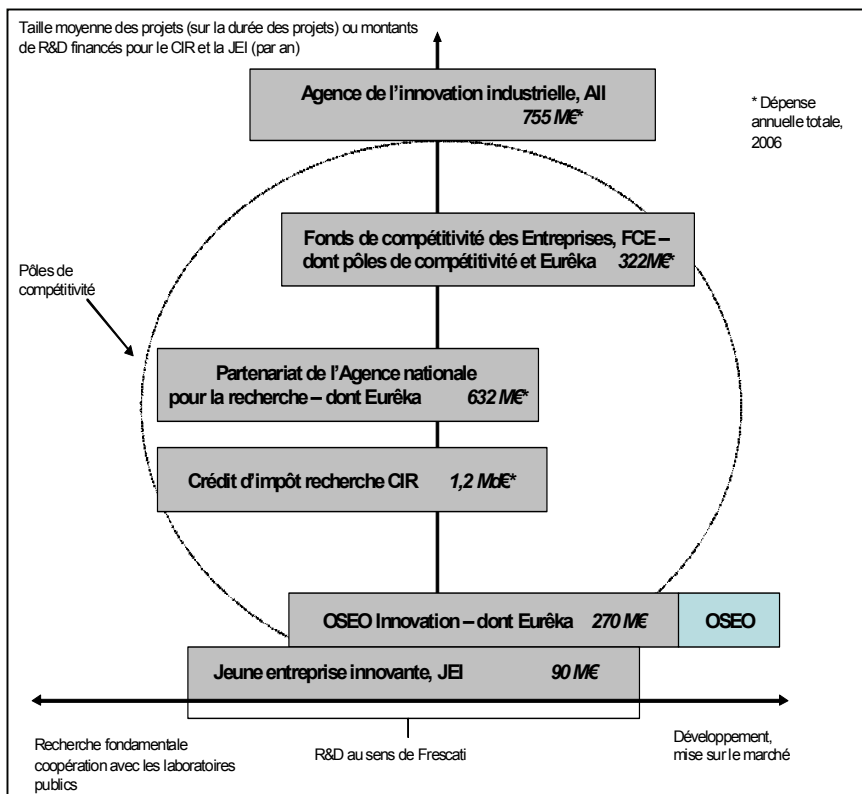 Taille moyenne des projets (sur la durée des projets) ou montants
de R&D financés pour le CIR et la JEI (par an)
Agence de l’innovation industrielle, AII
755 M€*
* Dépense
annuelle totale,
2006
Fonds de compétitivité des Entreprises, FCE –
dont pôles de compétitivité et Eurêka 322M€*
Pôles de
compétitivité
Partenariat de l’Agence nationale
pour la recherche – dont Eurêka 632 M€*
Crédit d’impôt recherche CIR 1,2 Md€*
OSEO Innovation – dont Eurêka 270 M€
OSEO
Jeune entreprise innovante, JEI 90 M€
Recherche fondamentale
coopération avec les laboratoires
publics
R&D au sens de Frescati
Développement,
mise sur le marché